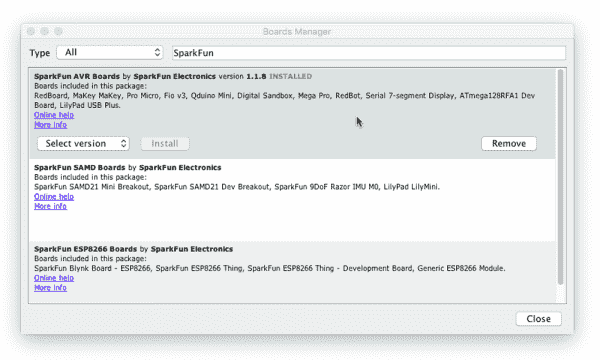 Boards Manager
Type All SparkFun
SparkFun AVR Boards by SparkFun Electronics version 1.1.8 INSTALLED
Boards included in this package:
RedBoard, MaKey MaKey, Pro Micro, Fio v3, Qduino Mini, Digital Sandbox, Mega Pro, RedBot, Serial 7-segment Display, ATmega128RFA1 Dev
Board, LilyPad USB Plus.
Online help
More info
Select version Install Remove
SparkFun SAMD Boards by SparkFun Electronics
Boards included in this package:
SparkFun SAMD21 Mini Breakout, SparkFun SAMD21 Dev Breakout, SparkFun 9DoF Razor IMU M0, LilyPad LilyMini.
Online help
More info
SparkFun ESP8266 Boards by SparkFun Electronics
Boards included in this package:
SparkFun Blynk Board - ESP8266, SparkFun ESP8266 Thing, SparkFun ESP8266 Thing - Development Board, Generic ESP8266 Module.
Online help
More info
Close